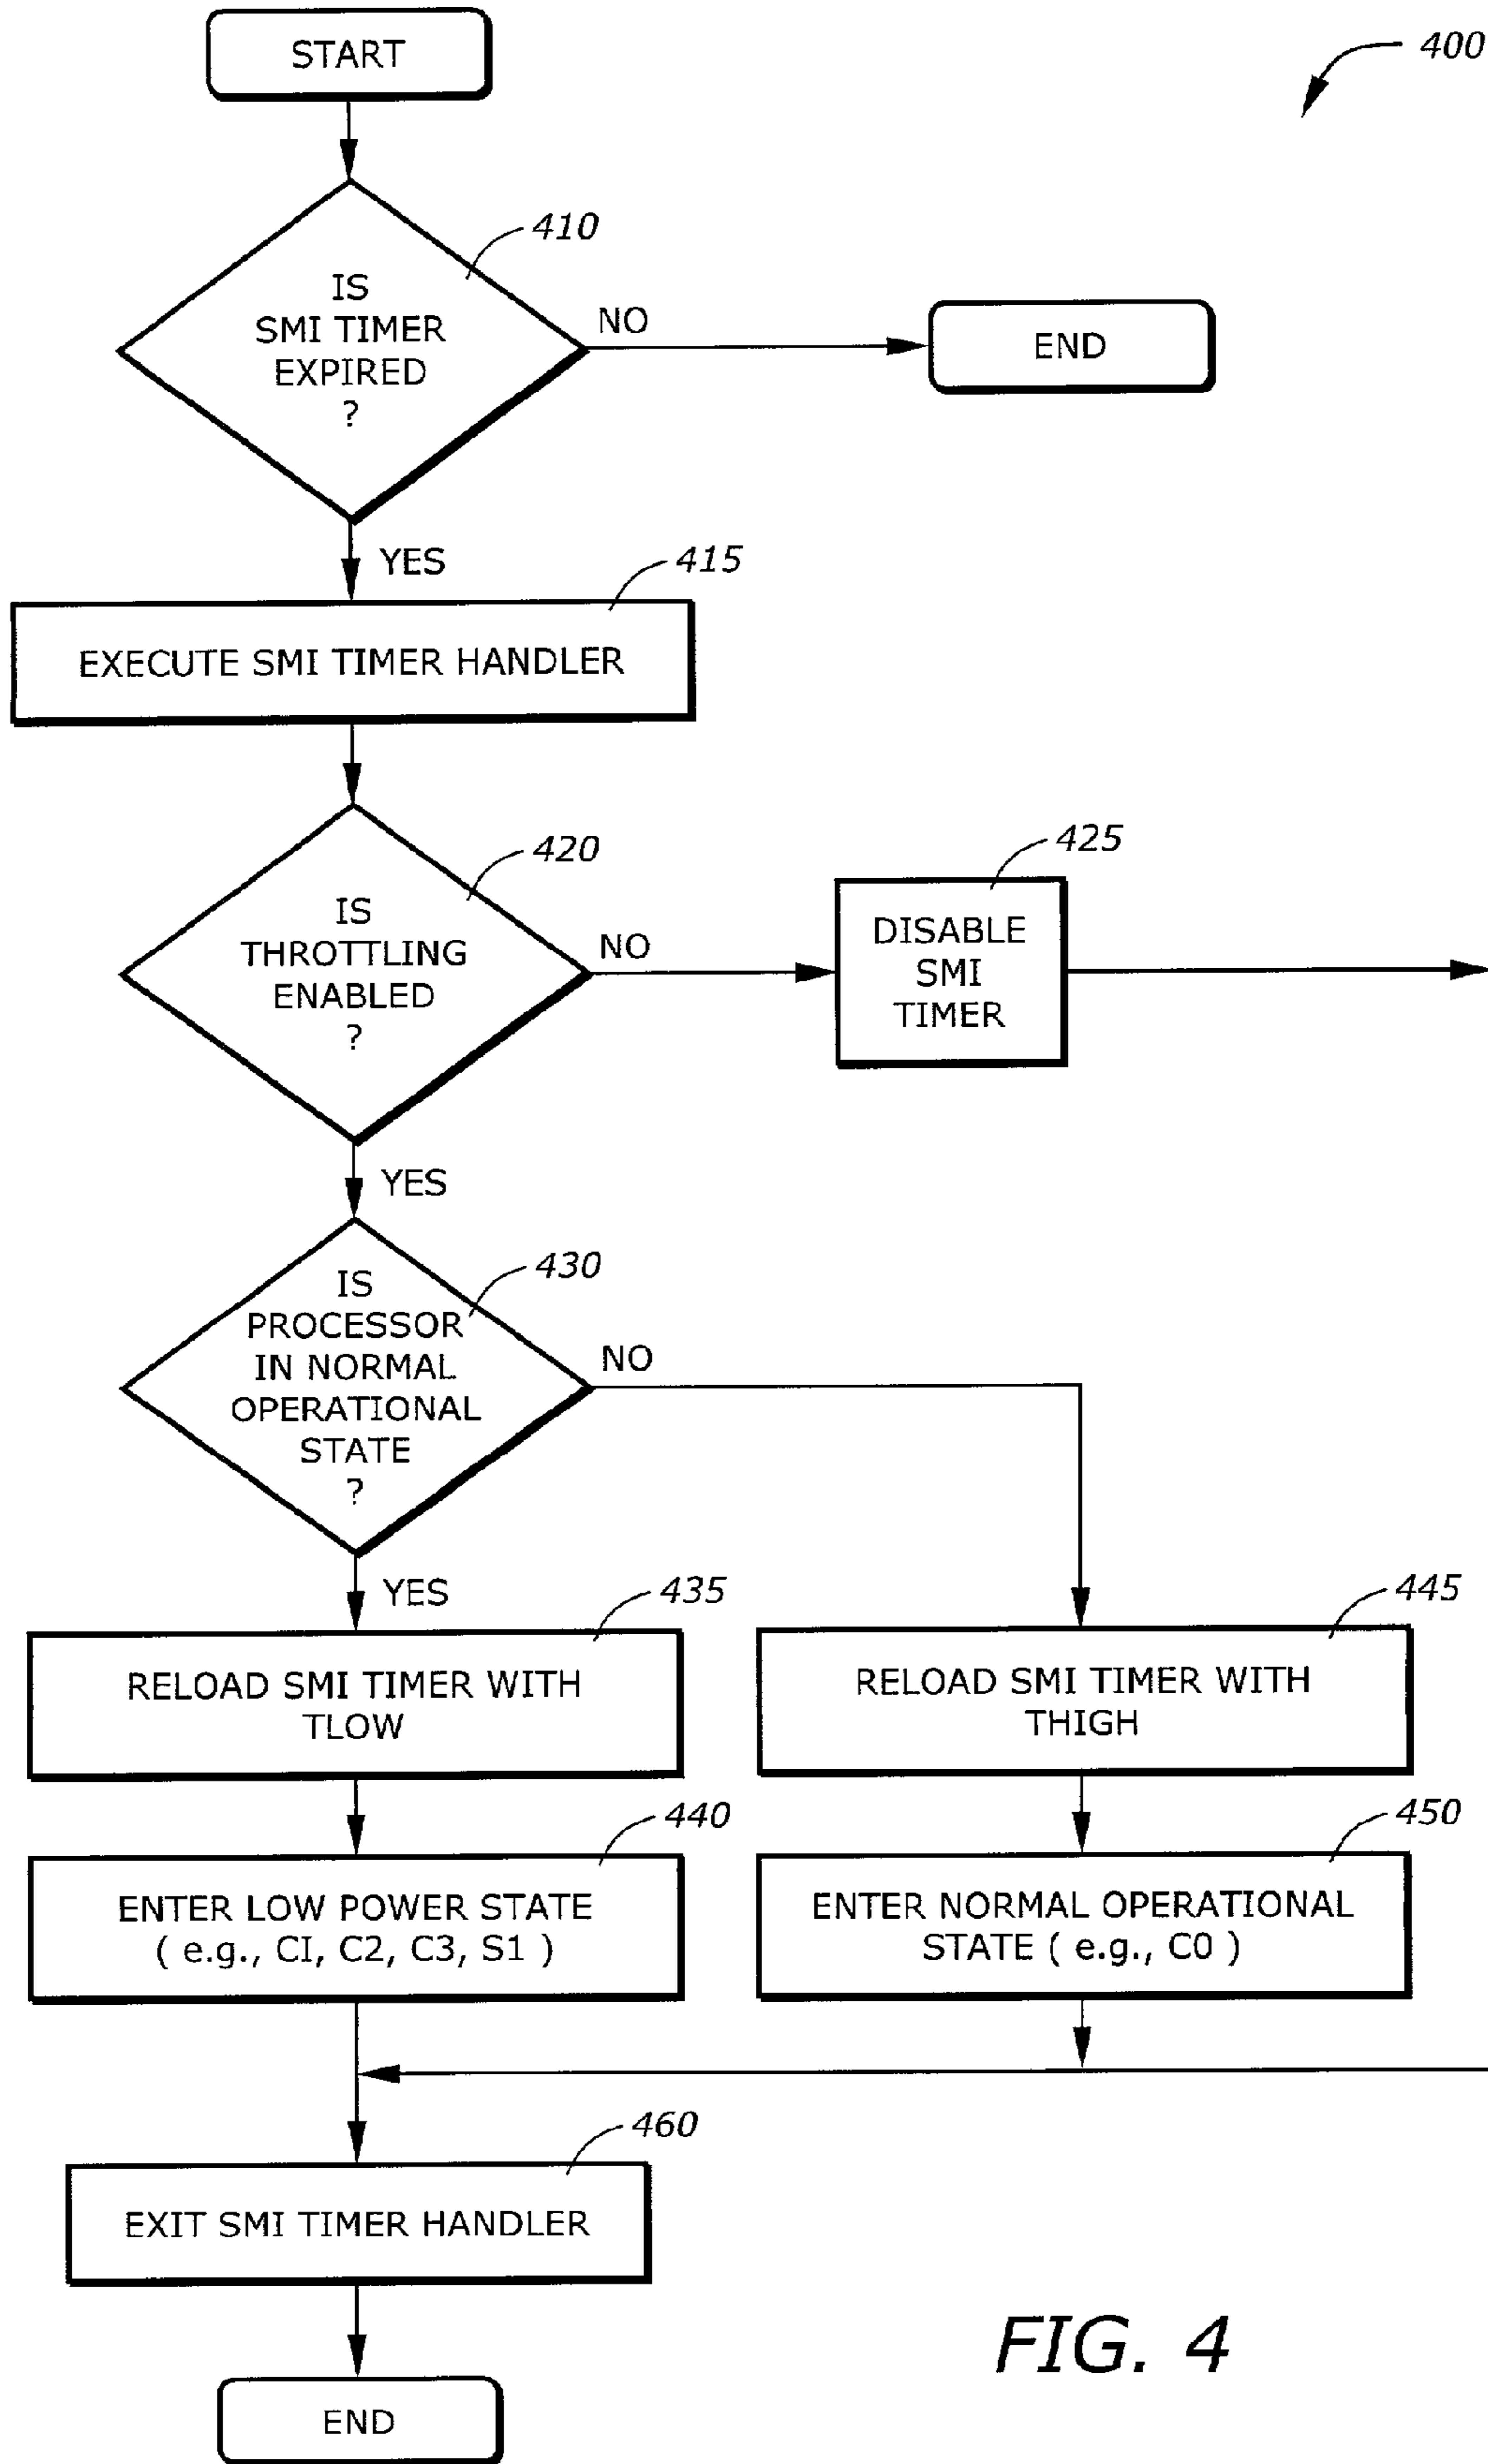 START
400
410
IS
SMI TIMER
EXPIRED
?
NO
END
YES
415
EXECUTE SMI TIMER HANDLER
420
IS
THROTTLING
ENABLED
?
NO
425
DISABLE
SMI
TIMER
YES
430
IS
PROCESSOR
IN NORMAL
OPERATIONAL
STATE
?
NO
YES
435
RELOAD SMI TIMER WITH
TLOW
445
RELOAD SMI TIMER WITH
THIGH
440
ENTER LOW POWER STATE
( e.g., CI, C2, C3, S1 )
450
ENTER NORMAL OPERATIONAL
STATE ( e.g., C0 )
460
EXIT SMI TIMER HANDLER
END
FIG. 4